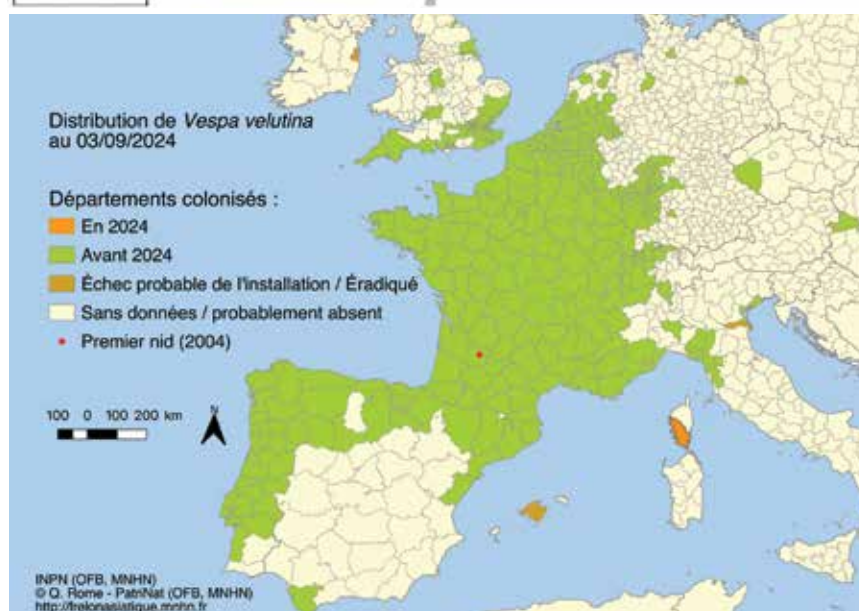 Distribution de Vespa velutina
au 03/09/2024
Départements colonisés :
En 2024
Avant 2024
Échec probable de l'installation / Éradiqué
Sans données / probablement absent
Premier nid (2004)
100 0 100 200 km
N
INPN (OFB, MNHN)
© Q. Rome - PatriNat (OFB, MNHN)
http://frelonasiatique.mnhn.fr